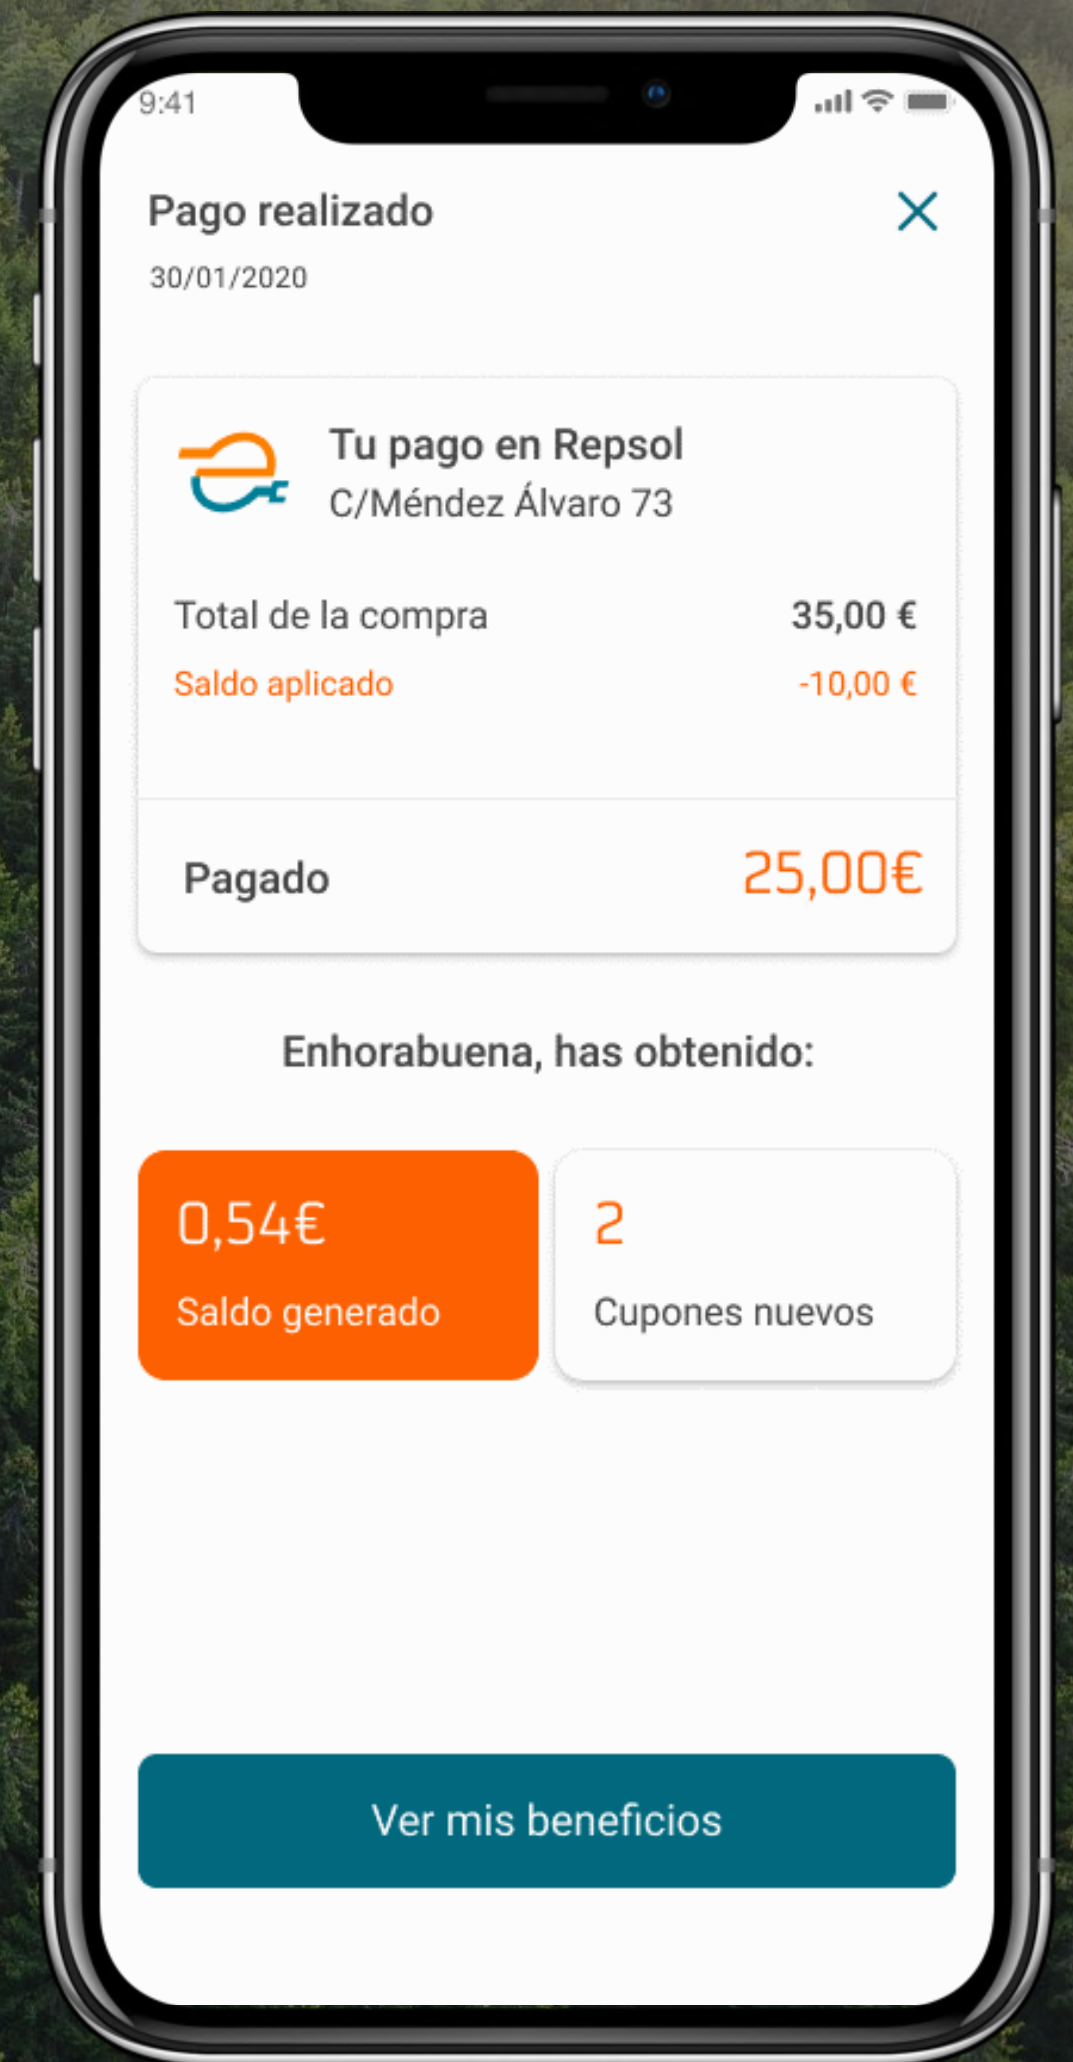 9:41
Pago realizado
30/01/2020
Tu pago en Repsol
C/Méndez Álvaro 73
Total de la compra 35,00 €
Saldo aplicado -10,00 €
Pagado 25,00€
Enhorabuena, has obtenido:
0,54€ 2
Saldo generado Cupones nuevos
Ver mis beneficios